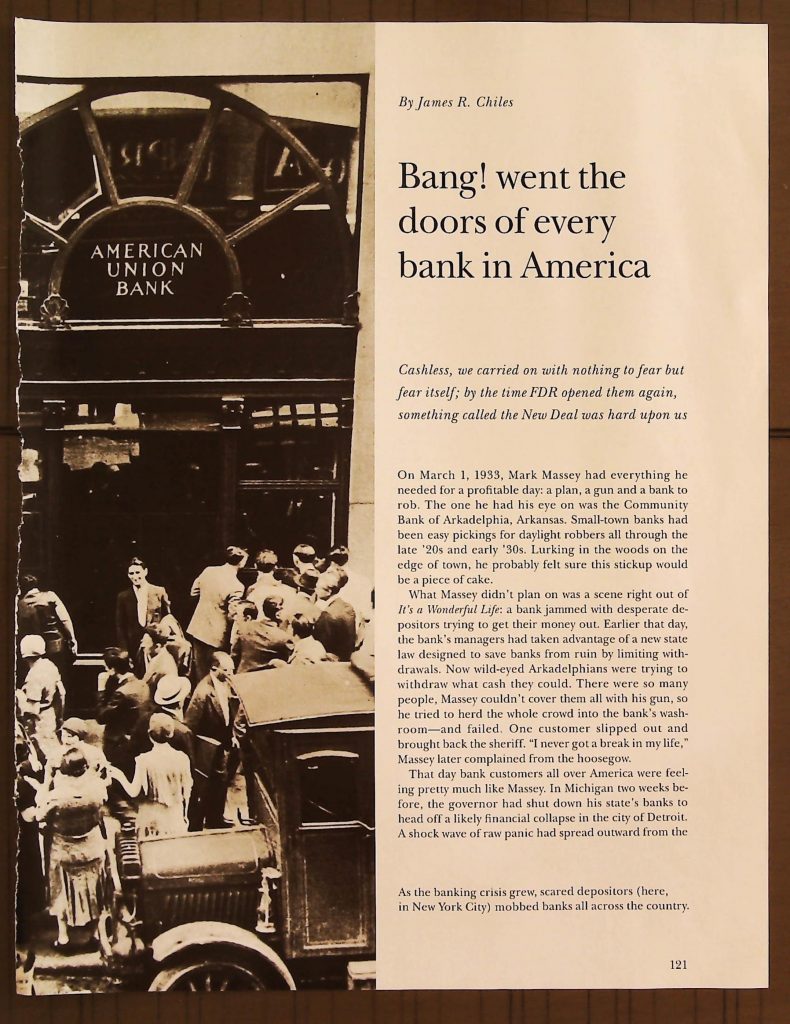 AMERICAN
UNION
BANK
By James R. Chiles
Bang! went the
doors of every
bank in America
Cashless, we carried on with nothing to fear but
fear itself; by the time FDR opened them again,
something called the New Deal was hard upon us
On March 1, 1933, Mark Massey had everything he
needed for a profitable day: a plan, a gun and a bank to
rob. The one he had his eye on was the Community
Bank of Arkadelphia, Arkansas. Small-town banks had
been easy pickings for daylight robbers all through the
late '20s and early '30s. Lurking in the woods on the
edge of town, he probably felt sure this stickup would
be a piece of cake.
What Massey didn't plan on was a scene right out of
It's a Wonderful Life: a bank jammed with desperate de-
positors trying to get their money out. Earlier that day,
the bank's managers had taken advantage of a new state
law designed to save banks from ruin by limiting with-
drawals. Now wild-eyed Arkadelphians were trying to
withdraw what cash they could. There were so many
people, Massey couldn't cover them all with his gun, so
he tried to herd the whole crowd into the bank's wash-
room—and failed. One customer slipped out and
brought back the sheriff. "I never got a break in my life,"
Massey later complained from the hoosegow.
That day bank customers all over America were feel-
ing pretty much like Massey. In Michigan two weeks be-
fore, the governor had shut down his state's banks to
head off a likely financial collapse in the city of Detroit.
A shock wave of raw panic had spread outward from the
As the banking crisis grew, scared depositors (here,
in New York City) mobbed banks all across the country.
121